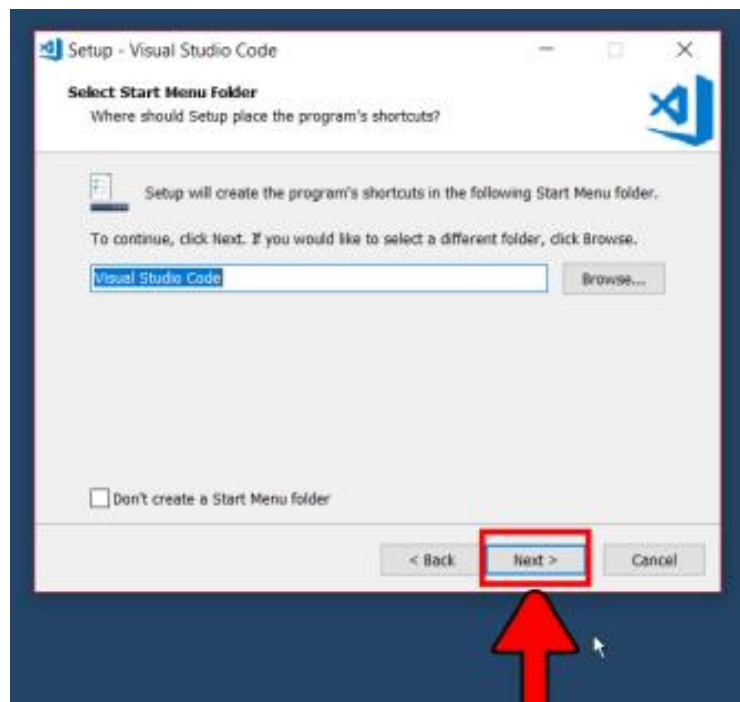 Setup - Visual Studio Code
Select Start Menu Folder
Where should Setup place the program's shortcuts?
Setup will create the program's shortcuts in the following Start Menu folder.
To continue, click Next. If you would like to select a different folder, click Browse.
Visual Studio Code
Browse...
Don't create a Start Menu folder
< Back
Next >
Cancel